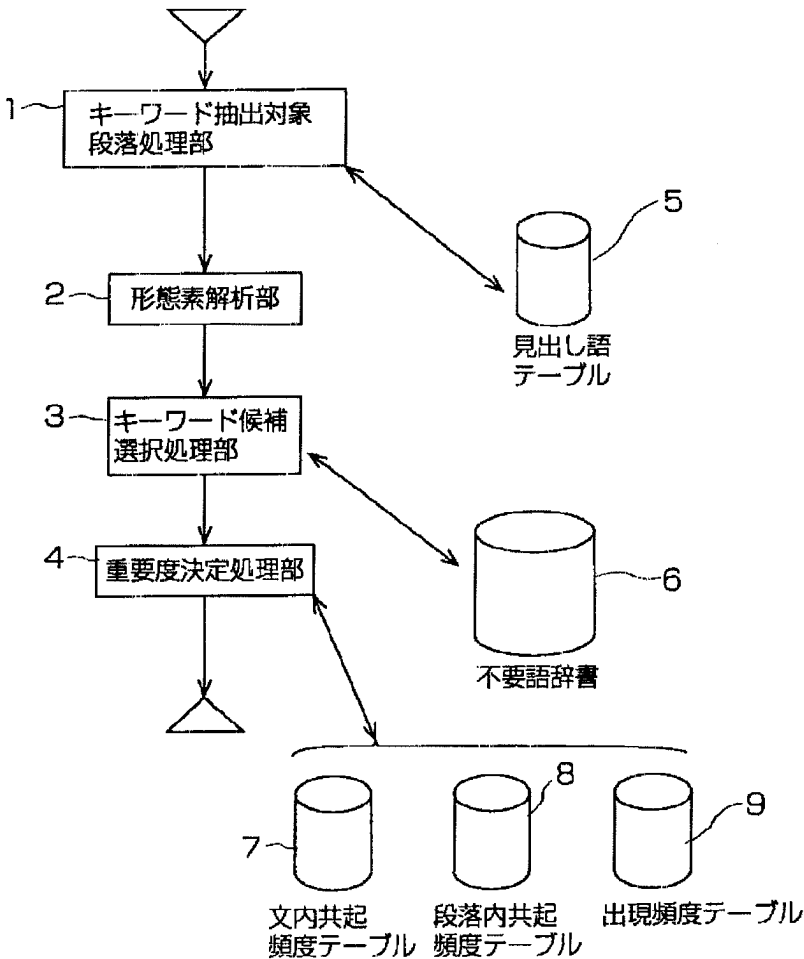 1
キーワード抽出対象
段落処理部
5
見出し語
テーブル
2
形態素解析部
3
キーワード候補
選択処理部
6
不要語辞書
4
重要度決定処理部
7
文内共起
頻度テーブル
8
段落内共起
頻度テーブル
9
出現頻度テーブル